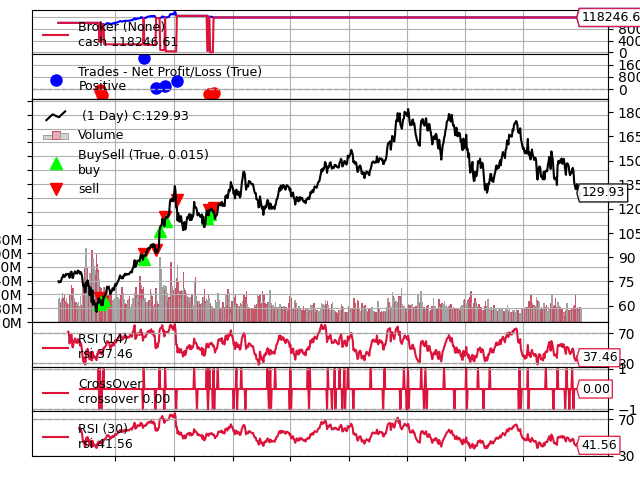 Broker (None)
cash 118246.61
118246.6
800
400
0
Trades - Net Profit/Loss (True)
Positive
160
800
0
(1 Day) C:129.93
Volume
BuySell (True, 0.015)
buy
sell
180
165
150
135
129.93
120
105
90
75
60
0M
RSI (14)
rsi 37.46
70
37.46
30
CrossOver
crossover 0.00
1
0.00
−1
RSI (30)
rsi 41.56
70
41.56
30